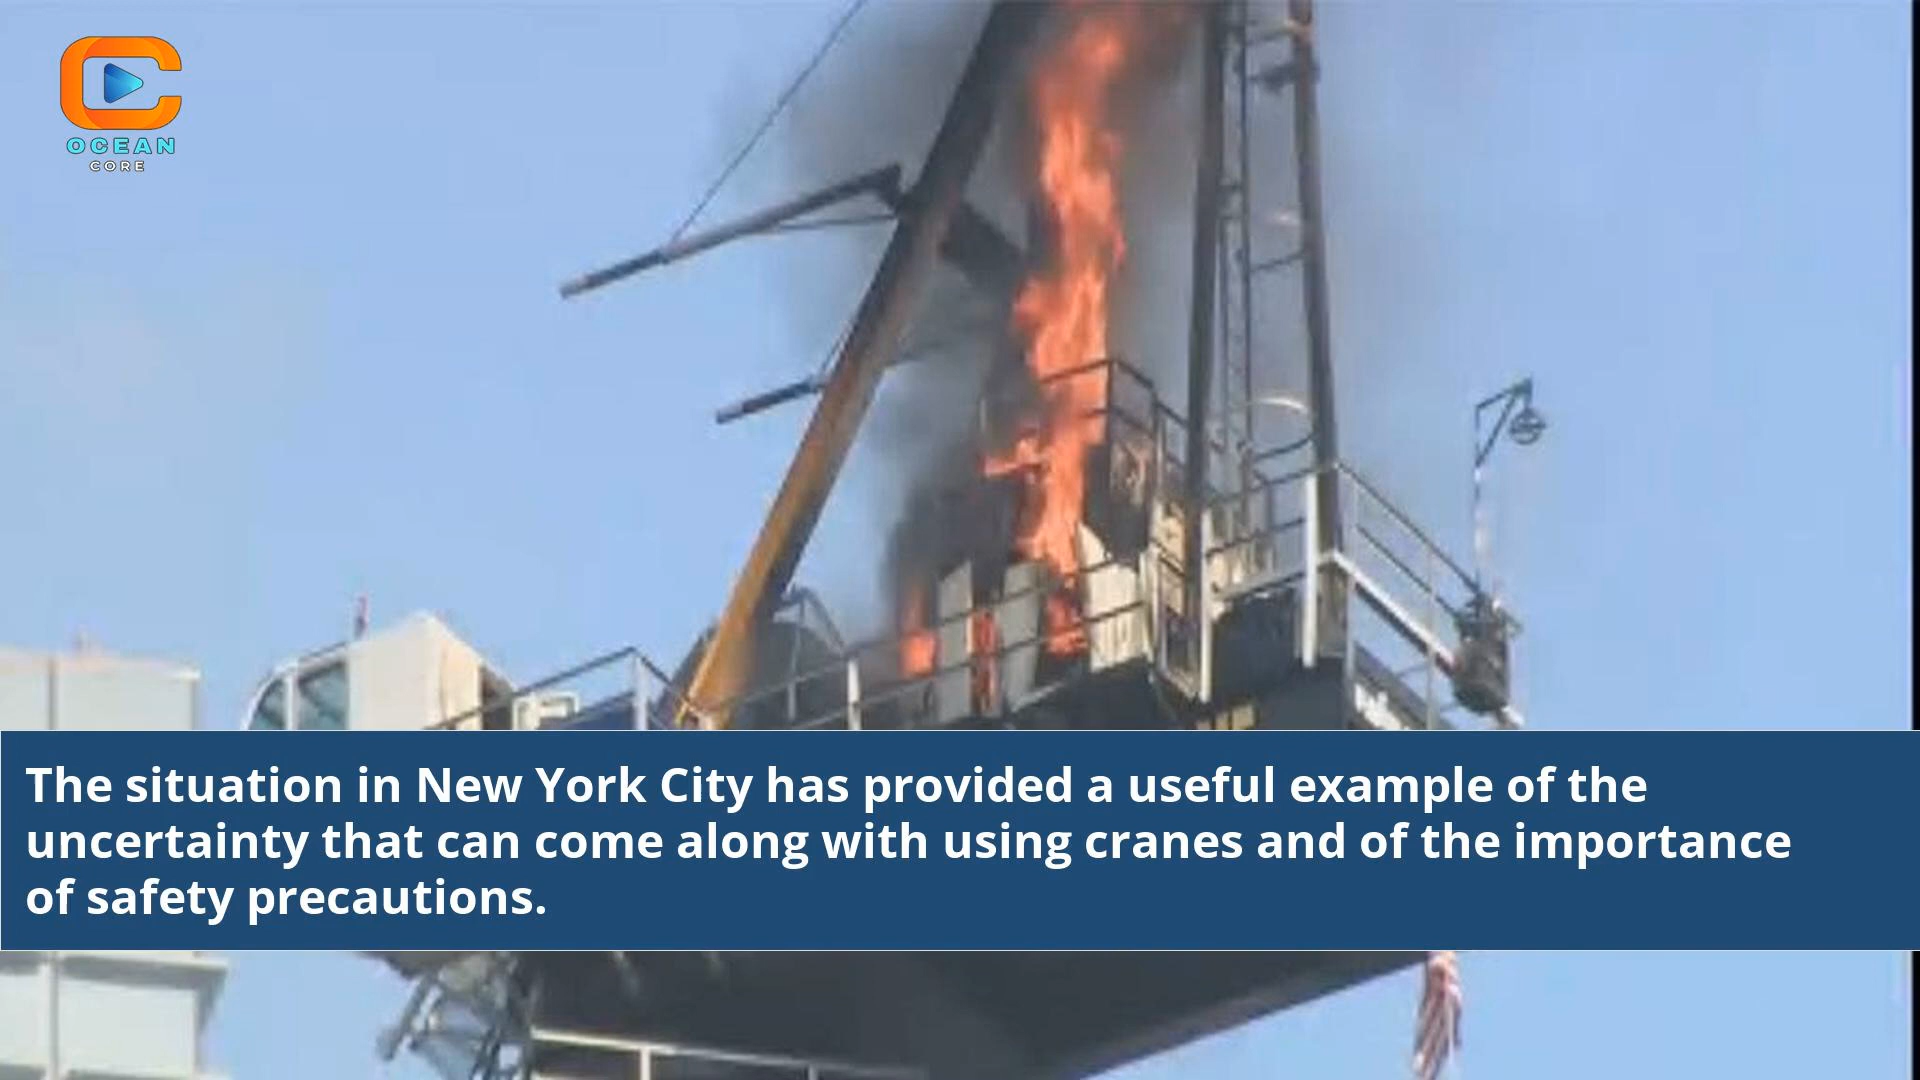 OCEAN
CORE
The situation in New York City has provided a useful example of the
uncertainty that can come along with using cranes and of the importance
of safety precautions.